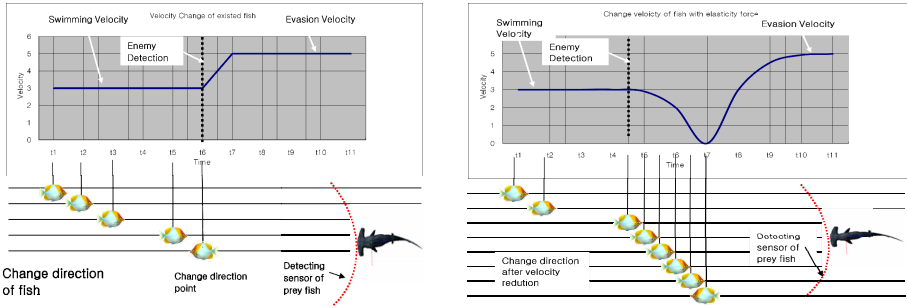 Velocity Change of existed fish
Swimming Velocity
Evasion Velocity
Enemy
Detection
Velocity
6
5
4
3
2
1
0
t1 t2 t3 t4 t5 t6 t7 t8 t9 t10 t11
Time
Change direction
of fish
Change direction
point
Detecting
sensor of
prey fish
Change veloicty of fish with elasticity force
Swimming
Velocity
Evasion Velocity
Enemy
Detection
Velocity
6
5
4
3
2
1
0
t1 t2 t3 t4 t5 t6 t7 t8 t9 t10 t11
Time
Change direction
after velocity
redution
Detecting
sensor of
prey fish